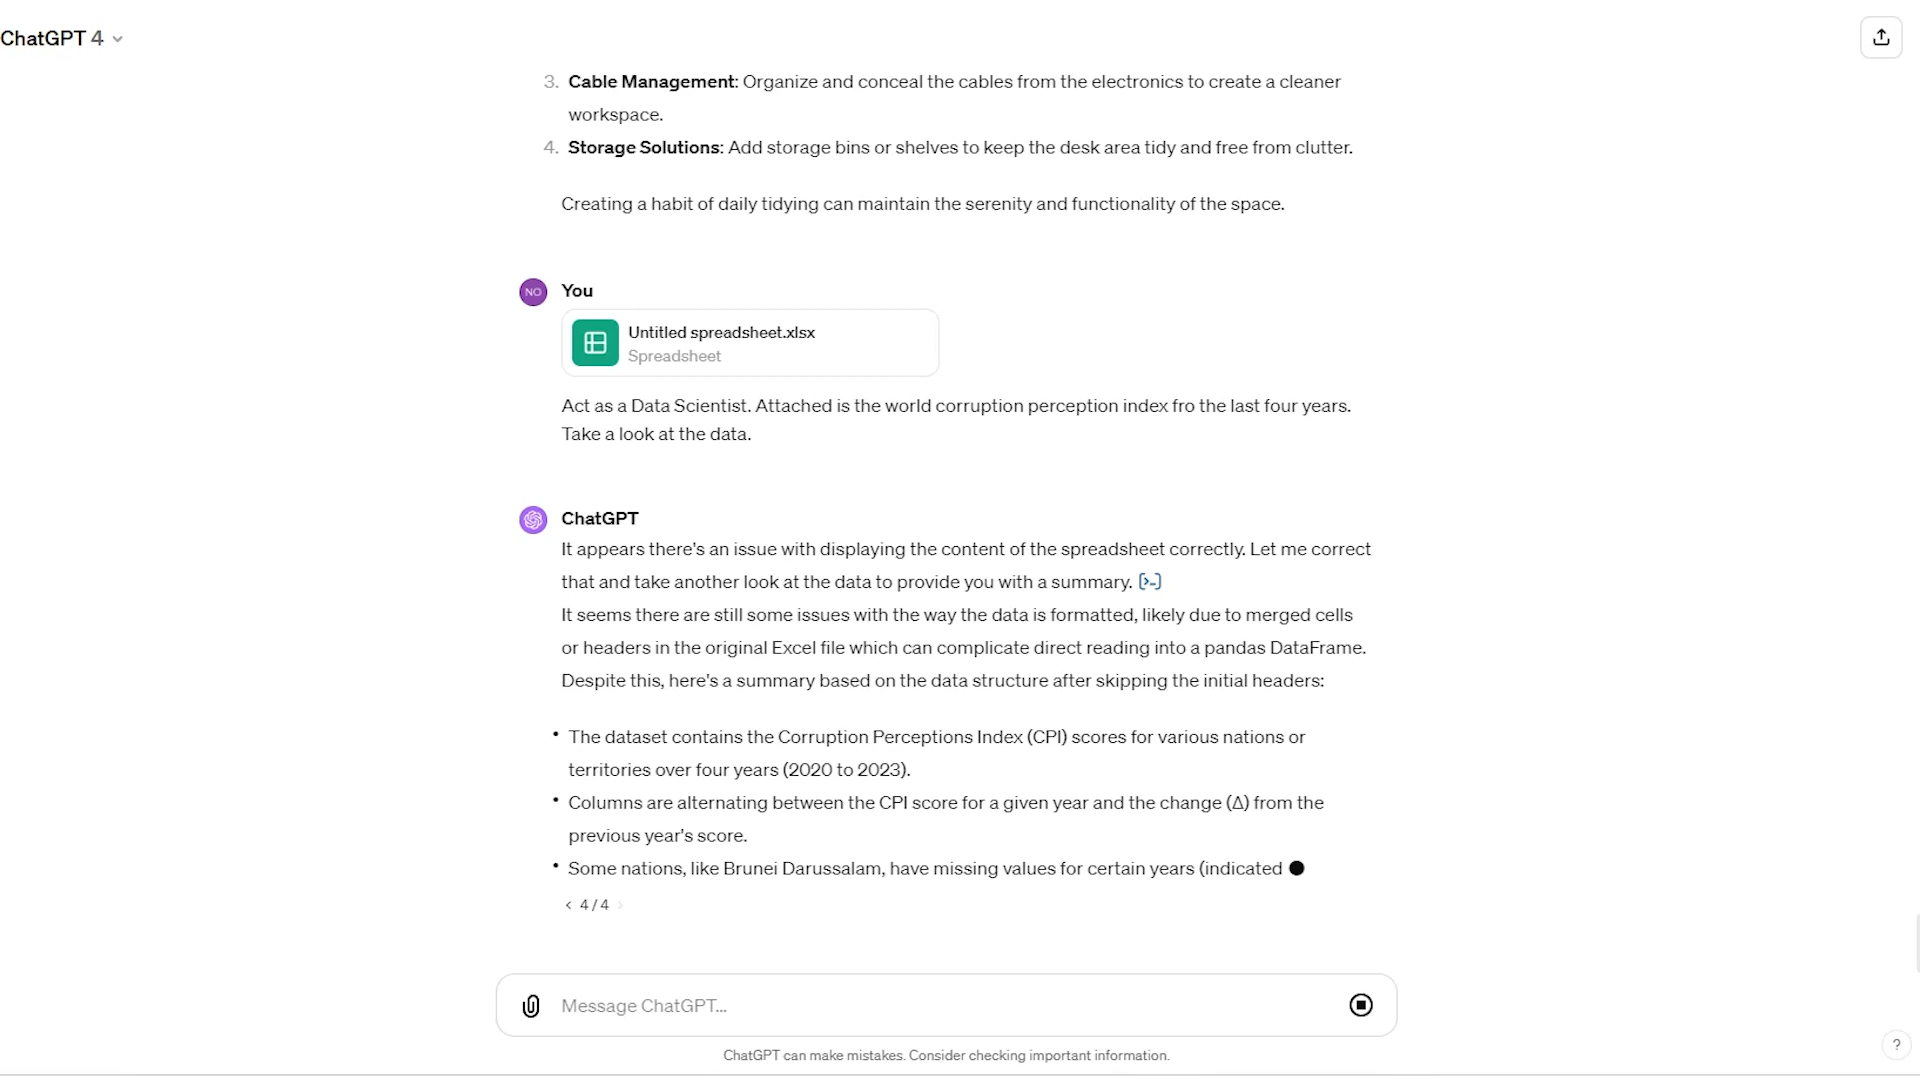 ChatGPT 4
3. Cable Management: Organize and conceal the cables from the electronics to create a cleaner
workspace.
4. Storage Solutions: Add storage bins or shelves to keep the desk area tidy and free from clutter.
Creating a habit of daily tidying can maintain the serenity and functionality of the space.
NO
You
Untitled spreadsheet.xlsx
Spreadsheet
Act as a Data Scientist. Attached is the world corruption perception index fro the last four years.
Take a look at the data.
ChatGPT
It appears there's an issue with displaying the content of the spreadsheet correctly. Let me correct
that and take another look at the data to provide you with a summary. [>-]
It seems there are still some issues with the way the data is formatted, likely due to merged cells
or headers in the original Excel file which can complicate direct reading into a pandas DataFrame.
Despite this, here's a summary based on the data structure after skipping the initial headers:
• The dataset contains the Corruption Perceptions Index (CPI) scores for various nations or
territories over four years (2020 to 2023).
• Columns are alternating between the CPI score for a given year and the change (Δ) from the
previous year's score.
• Some nations, like Brunei Darussalam, have missing values for certain years (indicated
< 4 / 4 >
Message ChatGPT...
ChatGPT can make mistakes. Consider checking important information.
?